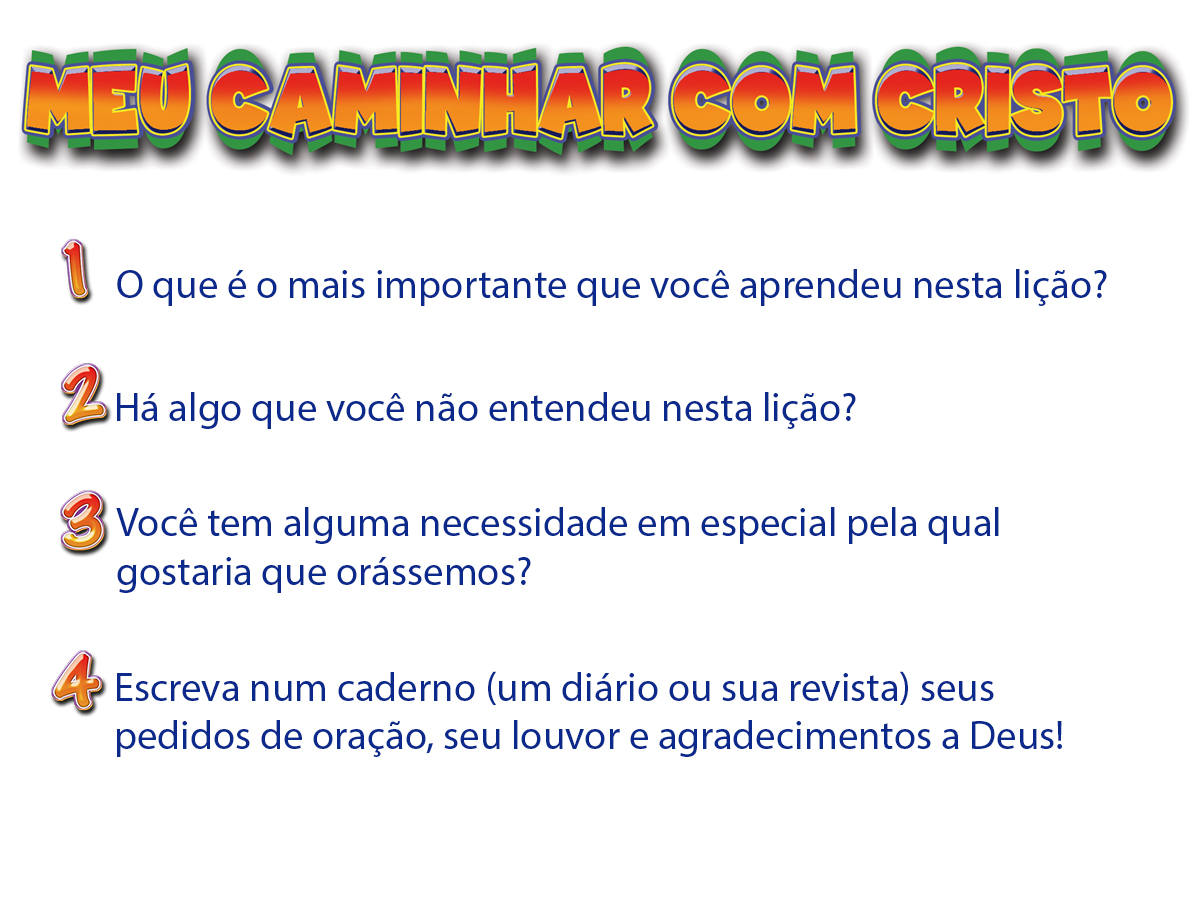 MEU CAMINHAR COM CRISTO
1 O que é o mais importante que você aprendeu nesta lição?
2 Há algo que você não entendeu nesta lição?
3 Você tem alguma necessidade em especial pela qual
gostaria que orássemos?
4 Escreva num caderno (um diário ou sua revista) seus
pedidos de oração, seu louvor e agradecimentos a Deus!